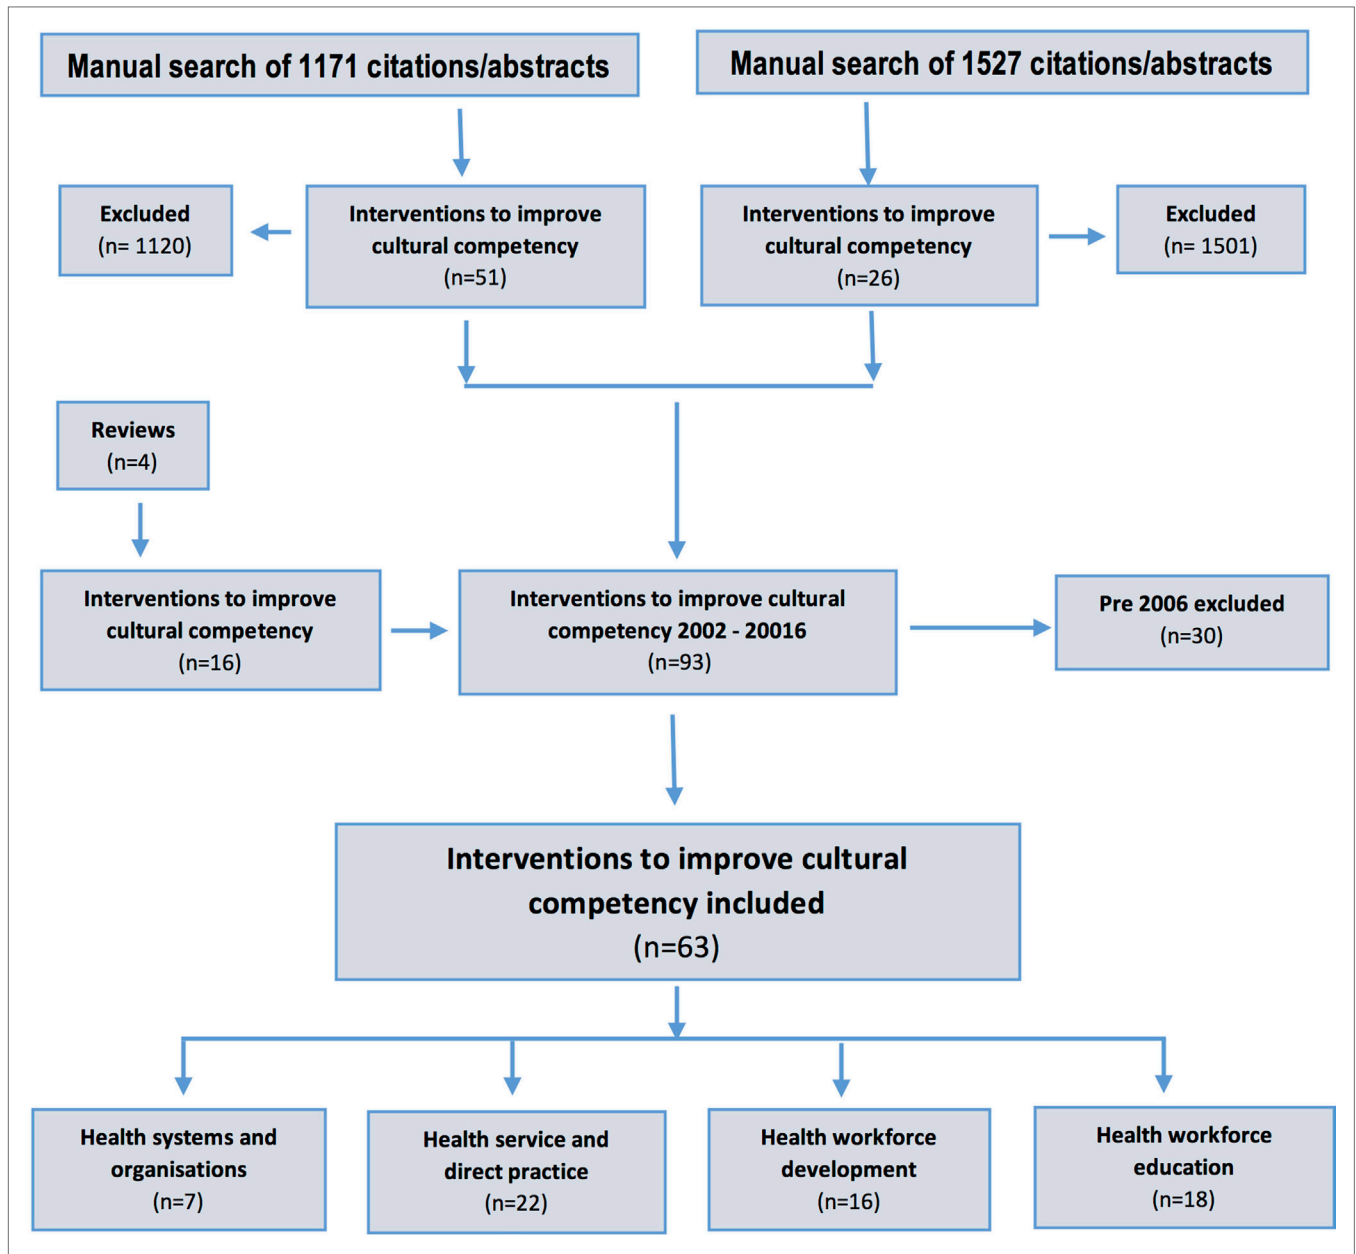 Manual search of 1171 citations/abstracts
Manual search of 1527 citations/abstracts
Excluded
(n= 1120)
Interventions to improve
cultural competency
(n=51)
Interventions to improve
cultural competency
(n=26)
Excluded
(n= 1501)
Reviews
(n=4)
Interventions to improve
cultural competency
(n=16)
Interventions to improve cultural
competency 2002 - 20016
(n=93)
Pre 2006 excluded
(n=30)
Interventions to improve cultural
competency included
(n=63)
Health systems and
organisations
(n=7)
Health service and
direct practice
(n=22)
Health workforce
development
(n=16)
Health workforce
education
(n=18)